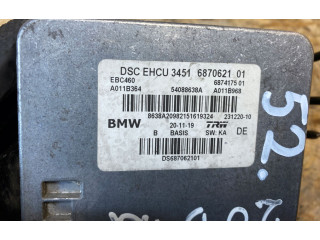 DSC EHCU 3451 6870621 01
EBC460 6874175 01
A011B364 54088638A A011B968
8638A20982151619324 231220-10
BMW 20-11-19 TRW DE
B BASIS SW. KA
DS687062101
52.